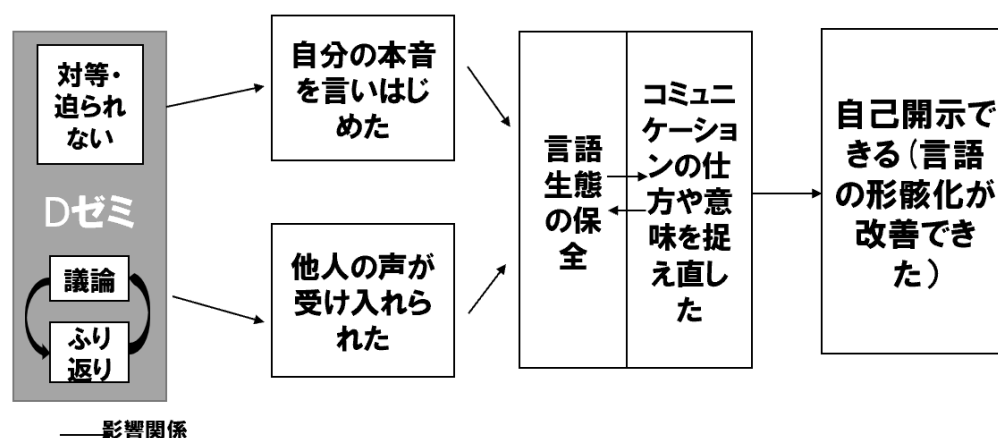 対等・
迫られ
ない
Dゼミ
議論
ふり
返り
自分の本音
を言いはじ
めた
他人の声が
受け入れら
れた
言語
生態
の保
全
コミュニ
ケーショ
ンの仕
方や意
味を捉
え直し
た
自己開示で
きる(言語
の形骸化が
改善でき
た)
影響関係